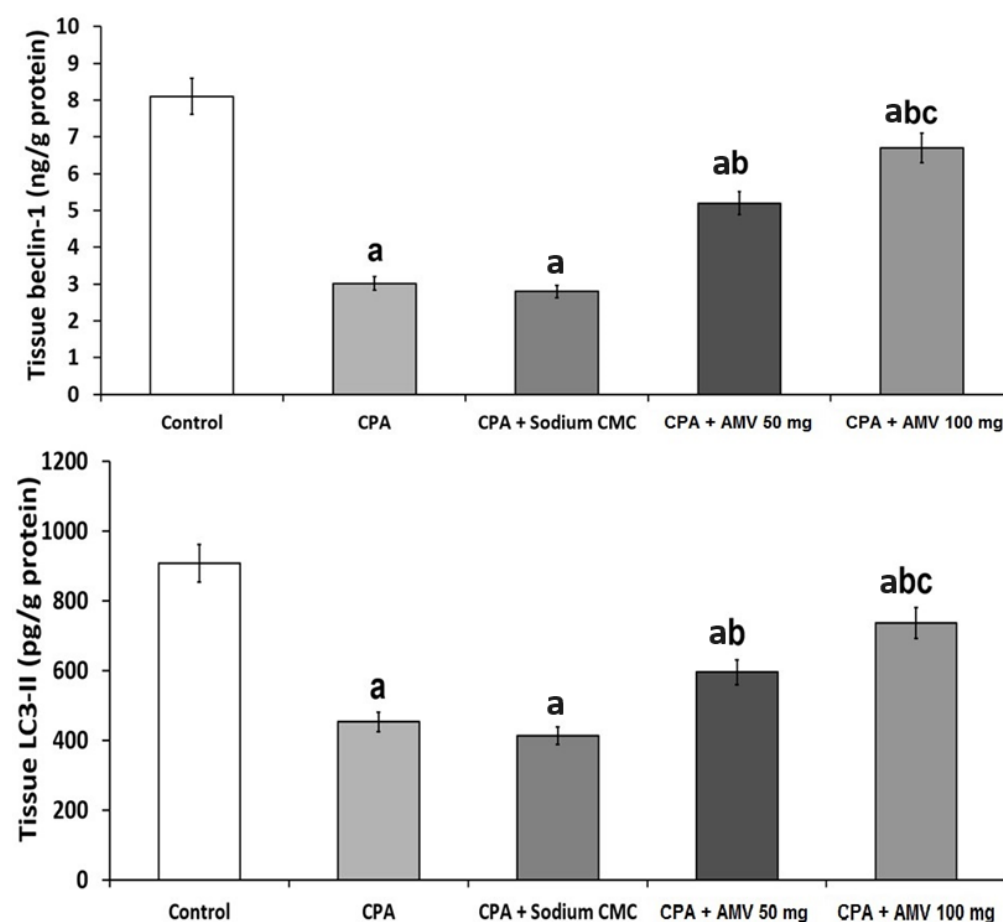 Tissue beclin-1 (ng/g protein)
10
9
8
7
6
5
4
3
2
1
0
a
a
ab
abc
Control
CPA
CPA + Sodium CMC
CPA + AMV 50 mg
CPA + AMV 100 mg
Tissue LC3-II (pg/g protein)
1200
1000
800
600
400
200
0
a
a
ab
abc
Control
CPA
CPA + Sodium CMC
CPA + AMV 50 mg
CPA + AMV 100 mg